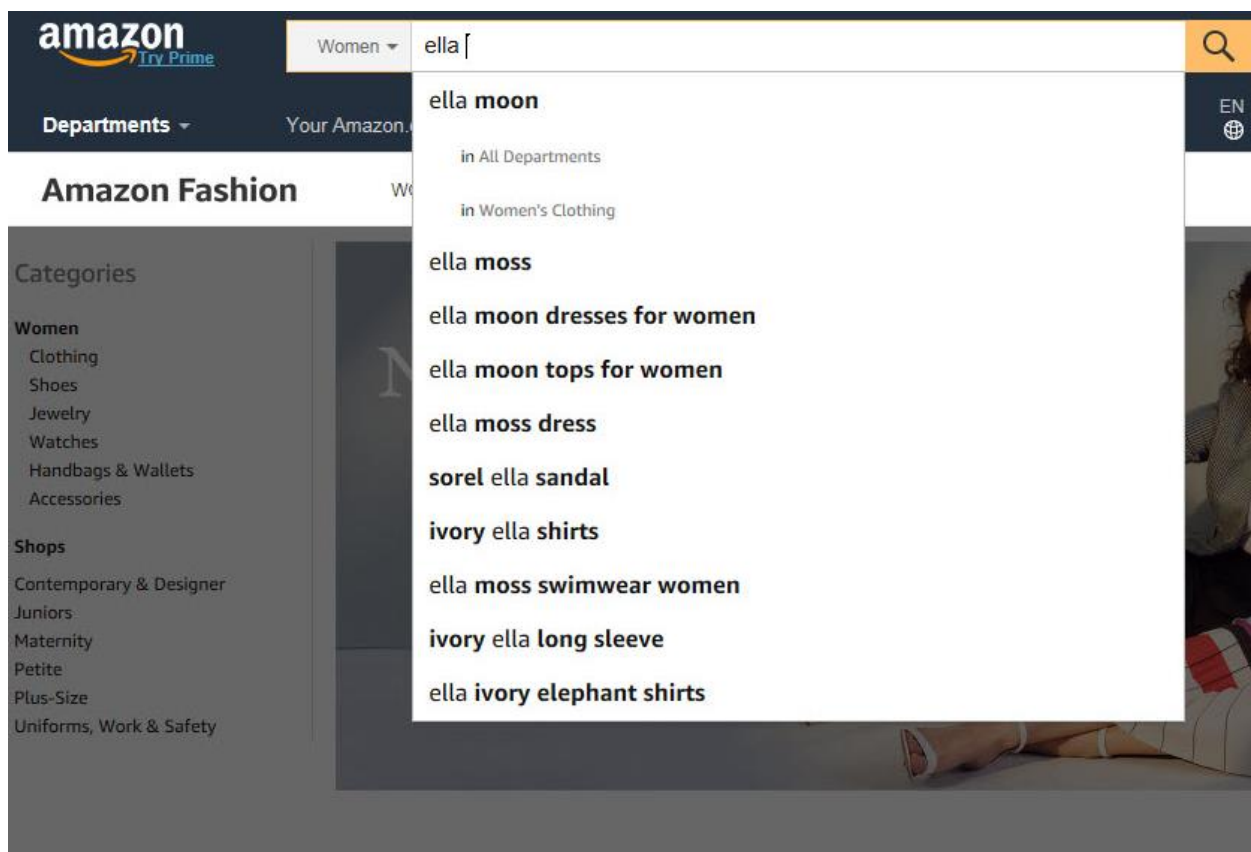 amazon
Try Prime
Women
ella
EN
Departments
Your Amazon.
Amazon Fashion
ella moon
in All Departments
in Women's Clothing
ella moss
ella moon dresses for women
ella moon tops for women
ella moss dress
sorel ella sandal
ivory ella shirts
ella moss swimwear women
ivory ella long sleeve
ella ivory elephant shirts
Categories
Women
Clothing
Shoes
Jewelry
Watches
Handbags & Wallets
Accessories
Shops
Contemporary & Designer
Juniors
Maternity
Petite
Plus-Size
Uniforms, Work & Safety